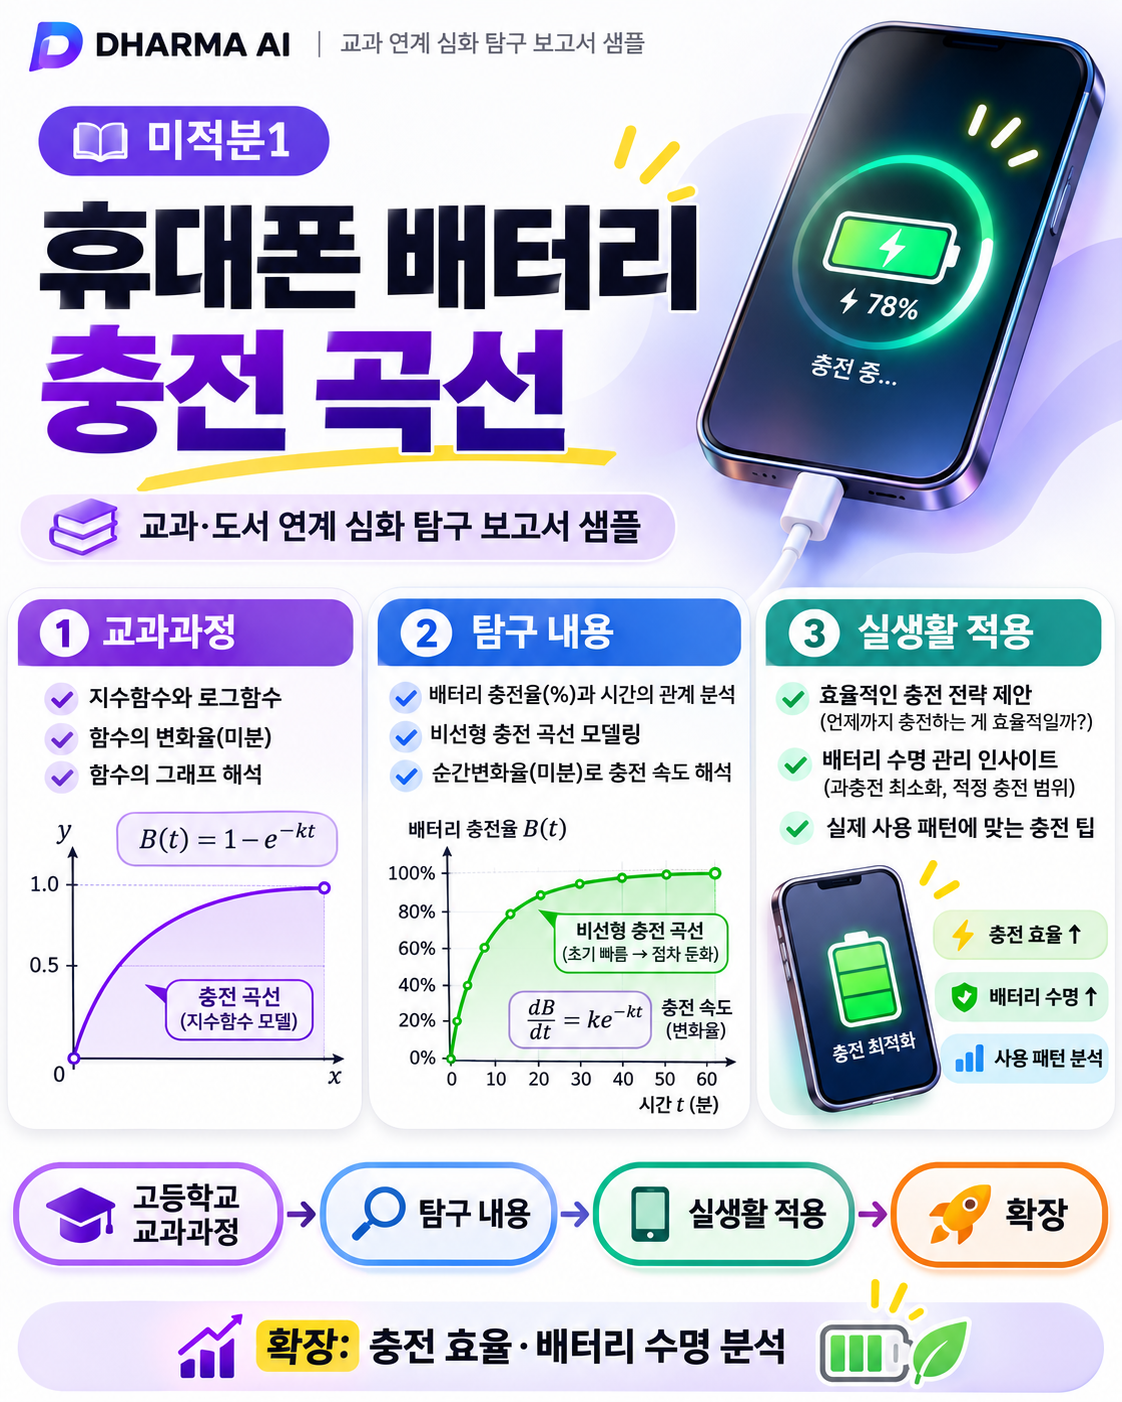 DHARMA AI | 교과 연계 심화 탐구 보고서 샘플
미적분1
휴대폰 배터리
충전 곡선
교과·도서 연계 심화 탐구 보고서 샘플
78%
충전 중...
1 교과과정
지수함수와 로그함수
함수의 변화율(미분)
함수의 그래프 해석
y
B(t) = 1 − e^{−kt}
1.0
0.5
충전 곡선
(지수함수 모델)
0
x
2 탐구 내용
배터리 충전율(%)과 시간의 관계 분석
비선형 충전 곡선 모델링
순간변화율(미분)로 충전 속도 해석
배터리 충전율 B(t)
100%
80%
60%
40%
20%
0%
비선형 충전 곡선
(초기 빠름 → 점차 둔화)
dB/dt = ke^{−kt}
충전 속도
(변화율)
0 10 20 30 40 50 60
시간 t (분)
3 실생활 적용
효율적인 충전 전략 제안
(언제까지 충전하는 게 효율적일까?)
배터리 수명 관리 인사이트
(과충전 최소화, 적정 충전 범위)
실제 사용 패턴에 맞는 충전 팁
충전 최적화
충전 효율 ↑
배터리 수명 ↑
사용 패턴 분석
고등학교
교과과정
탐구 내용
실생활 적용
확장
확장: 충전 효율·배터리 수명 분석